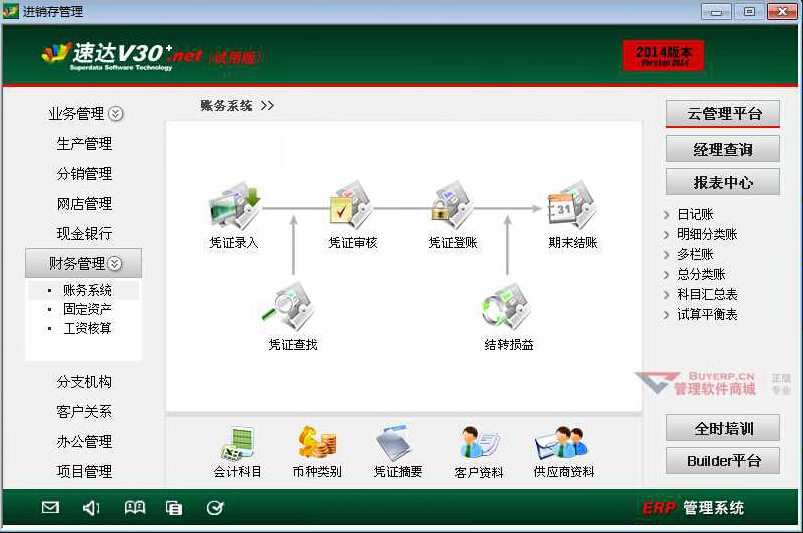 进销存管理
速达V30+.net (试用版)
Superdata Software Technology
2014版本
Version 2014
业务管理
生产管理
分销管理
网店管理
现金银行
财务管理
账务系统
固定资产
工资核算
分支机构
客户关系
办公管理
项目管理
账务系统 >>
凭证录入
凭证审核
凭证登账
31
期末结账
凭证查找
结转损益
会计科目
币种类别
凭证摘要
客户资料
供应商资料
云管理平台
经理查询
报表中心
日记账
明细分类账
多栏账
总分类账
科目汇总表
试算平衡表
BUYERP.CN
管理软件商城
正版
专业
全时培训
Builder平台
ERP 管理系统